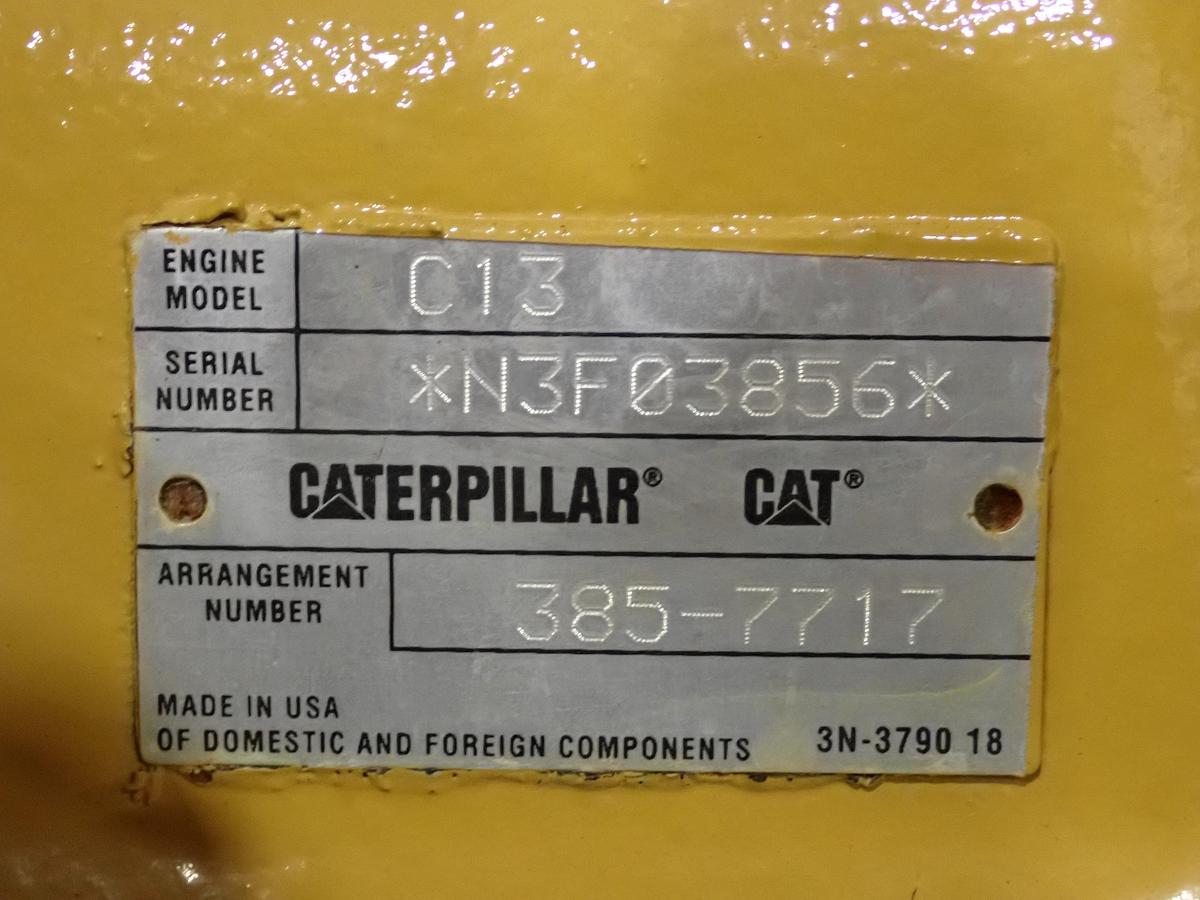 ENGINE MODEL C13
SERIAL NUMBER *N3F03856*
CATERPILLAR® CAT®
ARRANGEMENT NUMBER 385-7717
MADE IN USA
OF DOMESTIC AND FOREIGN COMPONENTS 3N-3790 18